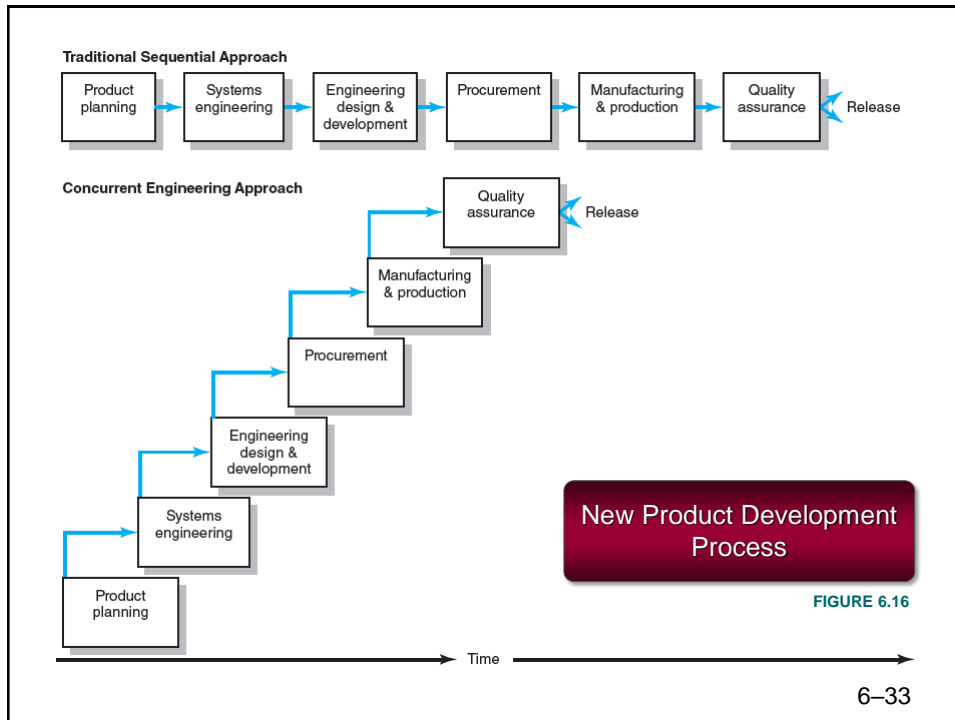 Traditional Sequential Approach
Product
planning
Systems
engineering
Engineering
design &
development
Procurement
Manufacturing
& production
Quality
assurance
Release
Concurrent Engineering Approach
Quality
assurance
Release
Manufacturing
& production
Procurement
Engineering
design &
development
Systems
engineering
Product
planning
New Product Development
Process
FIGURE 6.16
Time
6–33